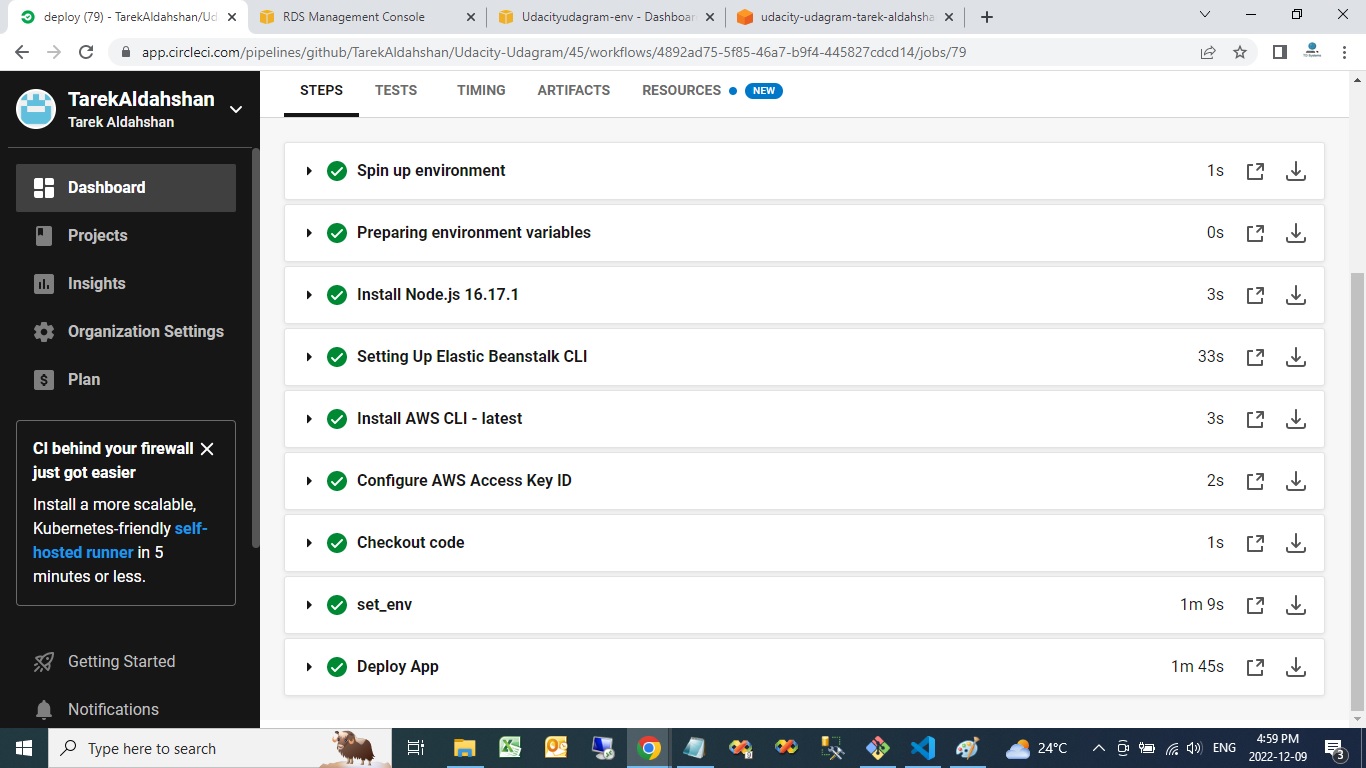 deploy (79) - TarekAldahshan/Ud
RDS Management Console
Udacityudagram-env - Dashboar
udacity-udagram-tarek-aldahsha
app.circleci.com/pipelines/github/TarekAldahshan/Udacity-Udagram/45/workflows/4892ad75-5f85-46a7-b9f4-445827cdcd14/jobs/79
TarekAldahshan
Tarek Aldahshan
Dashboard
Projects
Insights
Organization Settings
Plan
CI behind your firewall
just got easier
Install a more scalable,
Kubernetes-friendly self-
hosted runner in 5
minutes or less.
Getting Started
Notifications
STEPS TESTS TIMING ARTIFACTS RESOURCES NEW
Spin up environment 1s
Preparing environment variables 0s
Install Node.js 16.17.1 3s
Setting Up Elastic Beanstalk CLI 33s
Install AWS CLI - latest 3s
Configure AWS Access Key ID 2s
Checkout code 1s
set_env 1m 9s
Deploy App 1m 45s
Type here to search
24°C
ENG
4:59 PM
2022-12-09
3